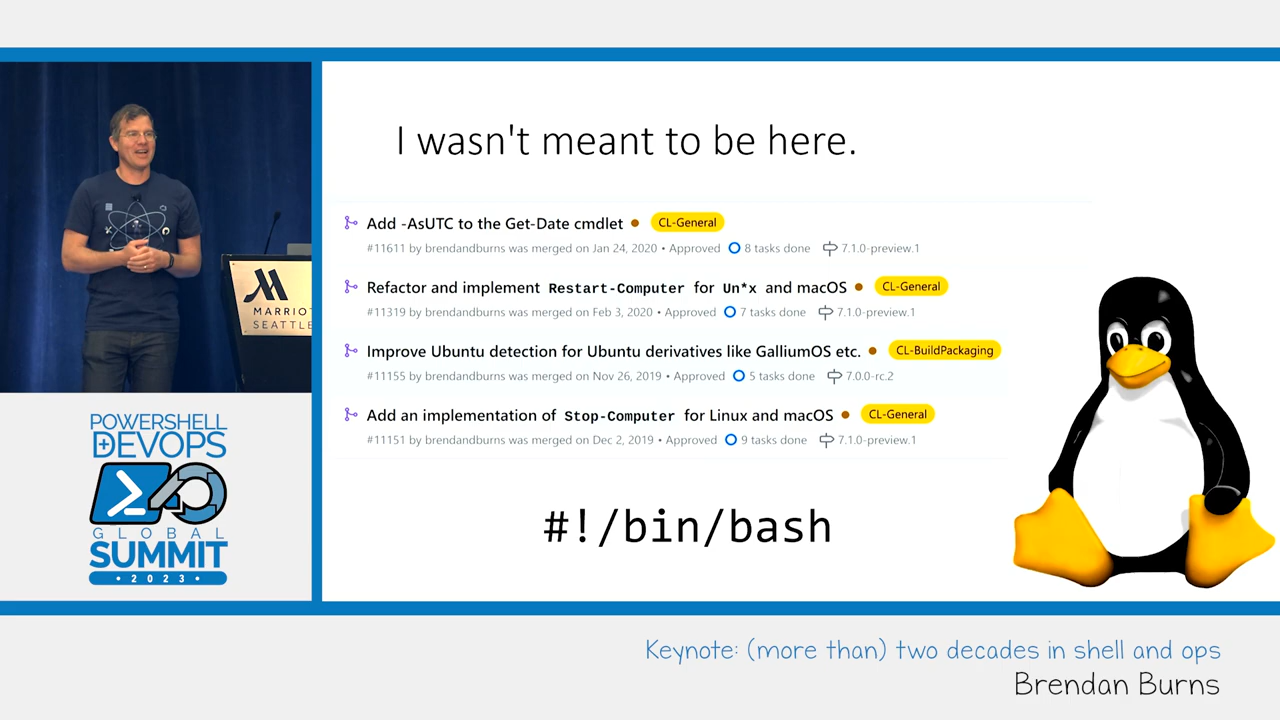 I wasn't meant to be here.
Add -AsUTC to the Get-Date cmdlet CL-General
#11611 by brendandburns was merged on Jan 24, 2020 • Approved 8 tasks done 7.1.0-preview.1
Refactor and implement Restart-Computer for Un*x and macOS CL-General
#11319 by brendandburns was merged on Feb 3, 2020 • Approved 7 tasks done 7.1.0-preview.1
Improve Ubuntu detection for Ubuntu derivatives like GalliumOS etc. CL-BuildPackaging
#11155 by brendandburns was merged on Nov 26, 2019 • Approved 5 tasks done 7.0.0-rc.2
Add an implementation of Stop-Computer for Linux and macOS CL-General
#11151 by brendandburns was merged on Dec 2, 2019 • Approved 9 tasks done 7.1.0-preview.1
#!/bin/bash
MARRIO
SEATTLE
POWERSHELL
+DEVOPS
GLOBAL
SUMMIT
• 2023 •
Keynote: (more than) two decades in shell and ops
Brendan Burns